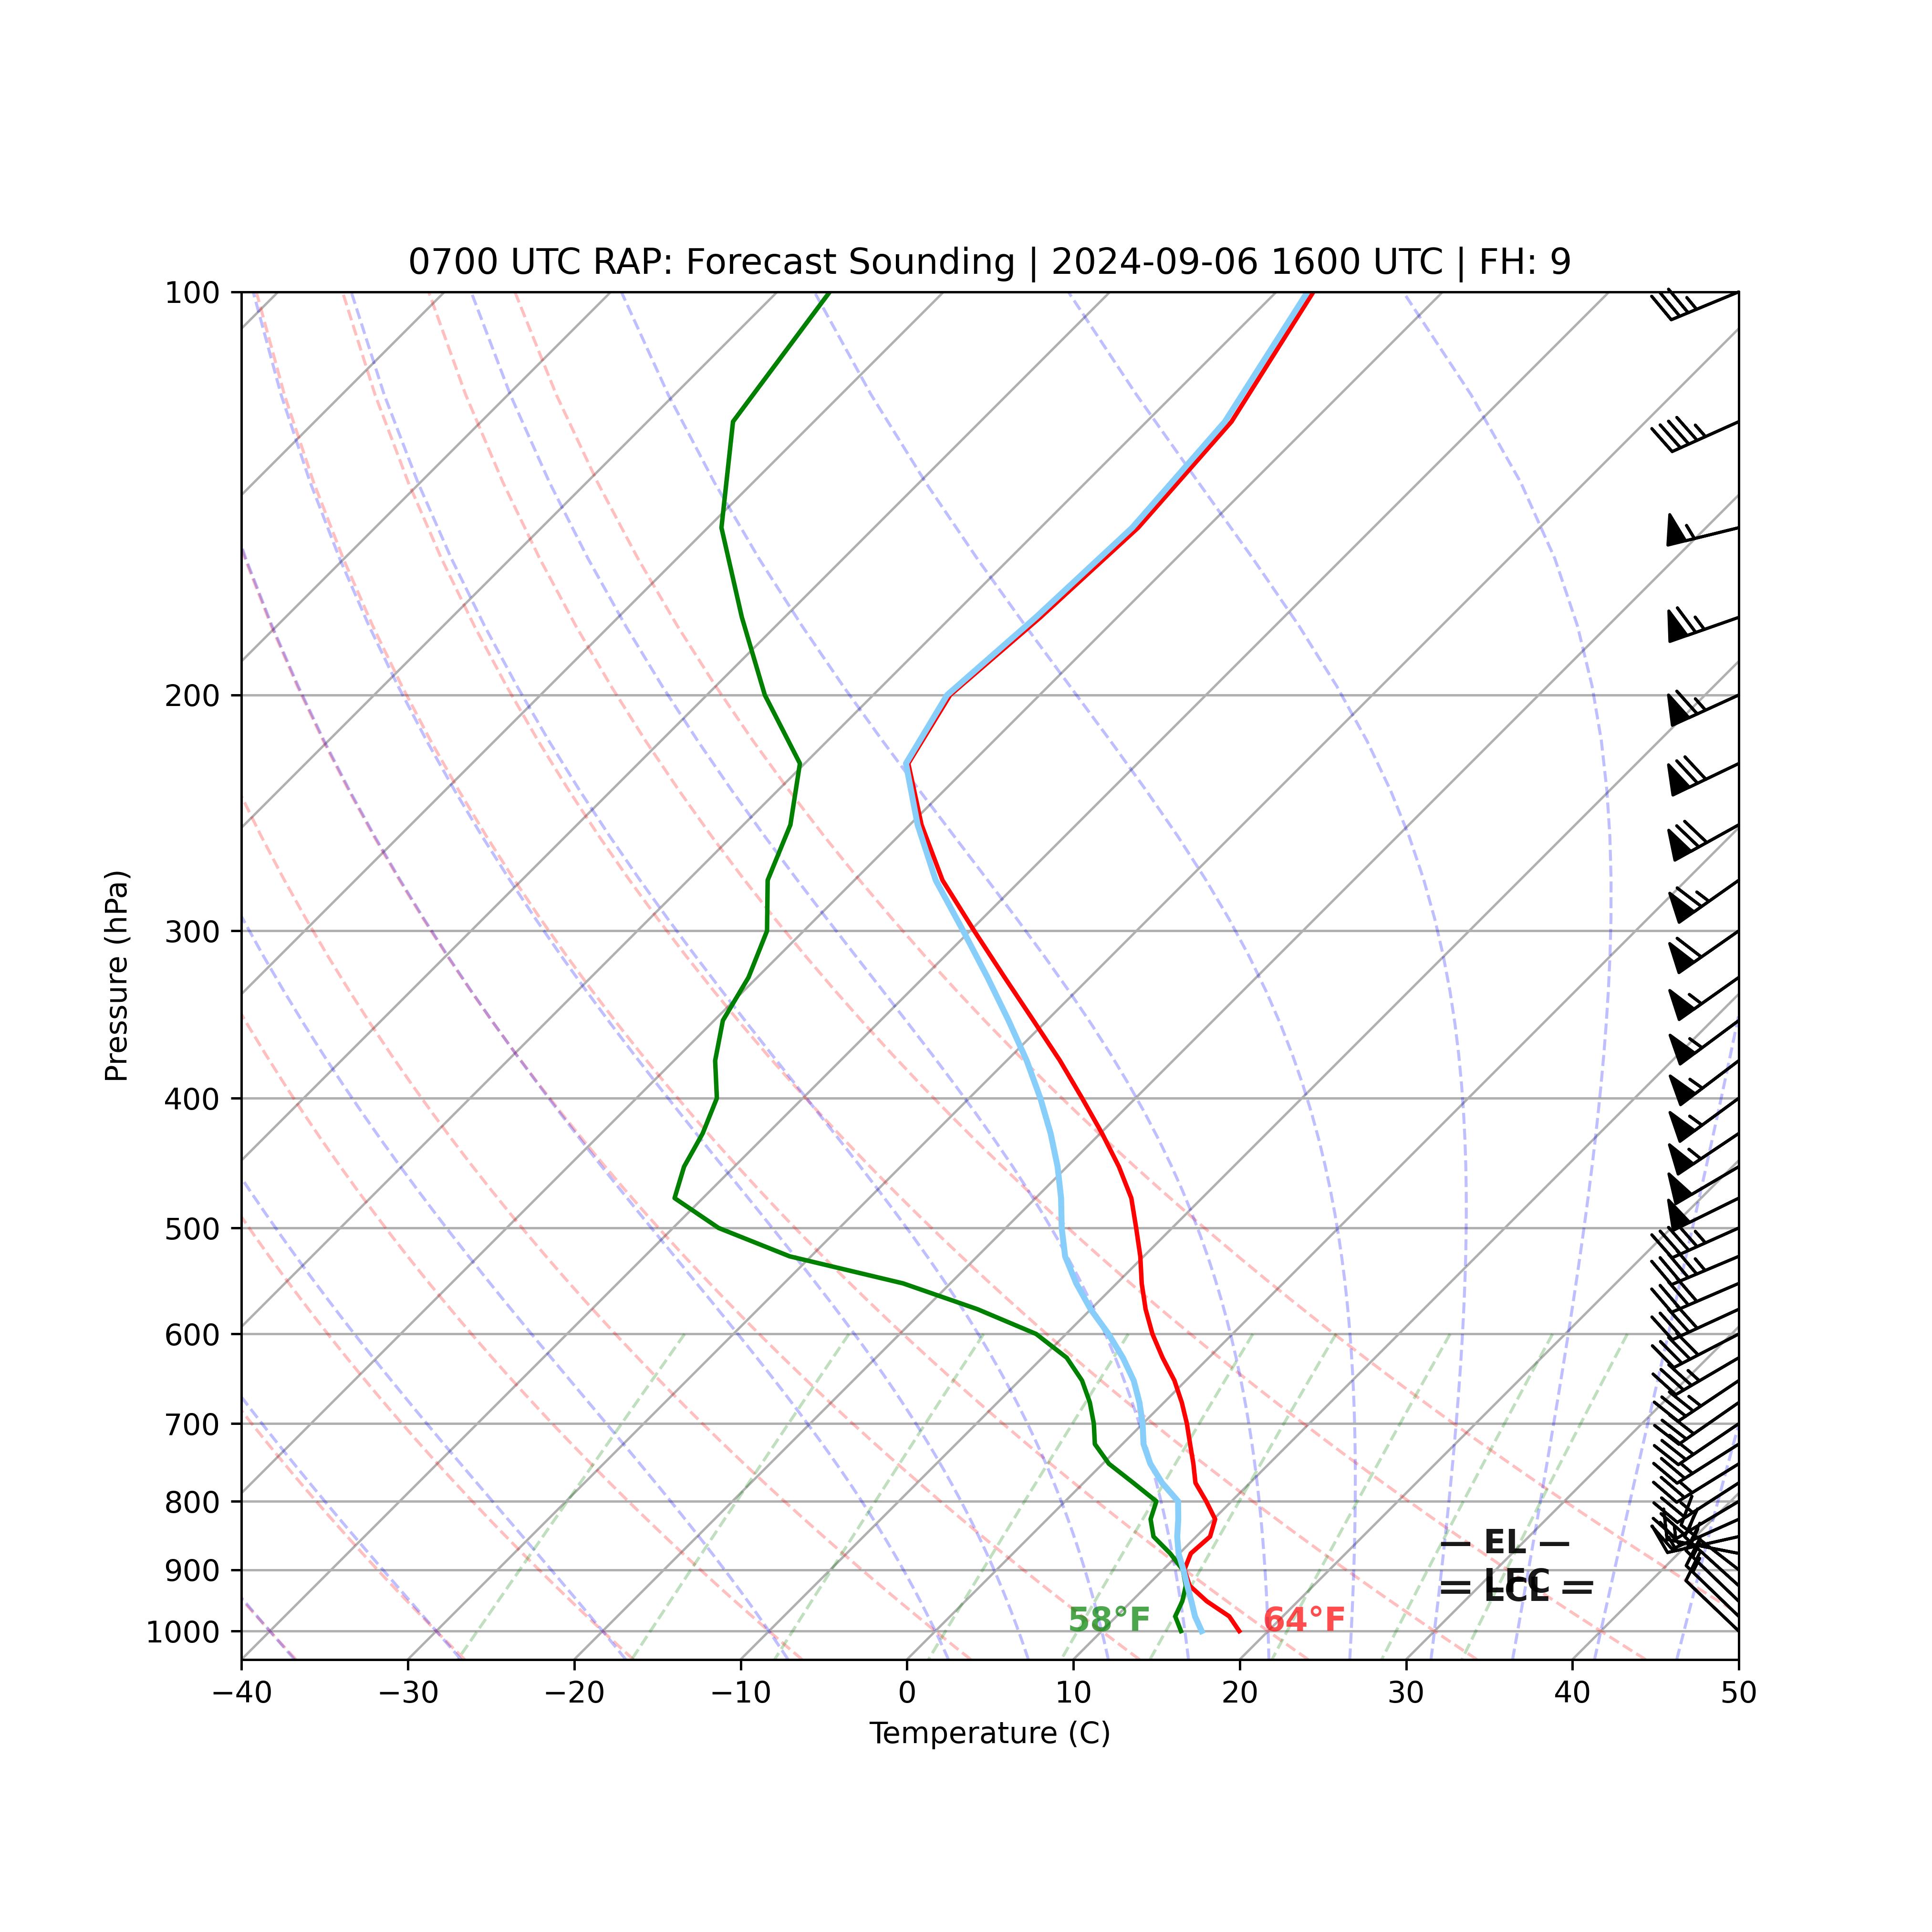 0700 UTC RAP: Forecast Sounding | 2024-09-06 1600 UTC | FH: 9
100
200
300
400
500
600
700
800
900
1000
Pressure (hPa)
— EL —
— LFC —
— LCL —
58°F
64°F
−40 −30 −20 −10 0 10 20 30 40 50
Temperature (C)